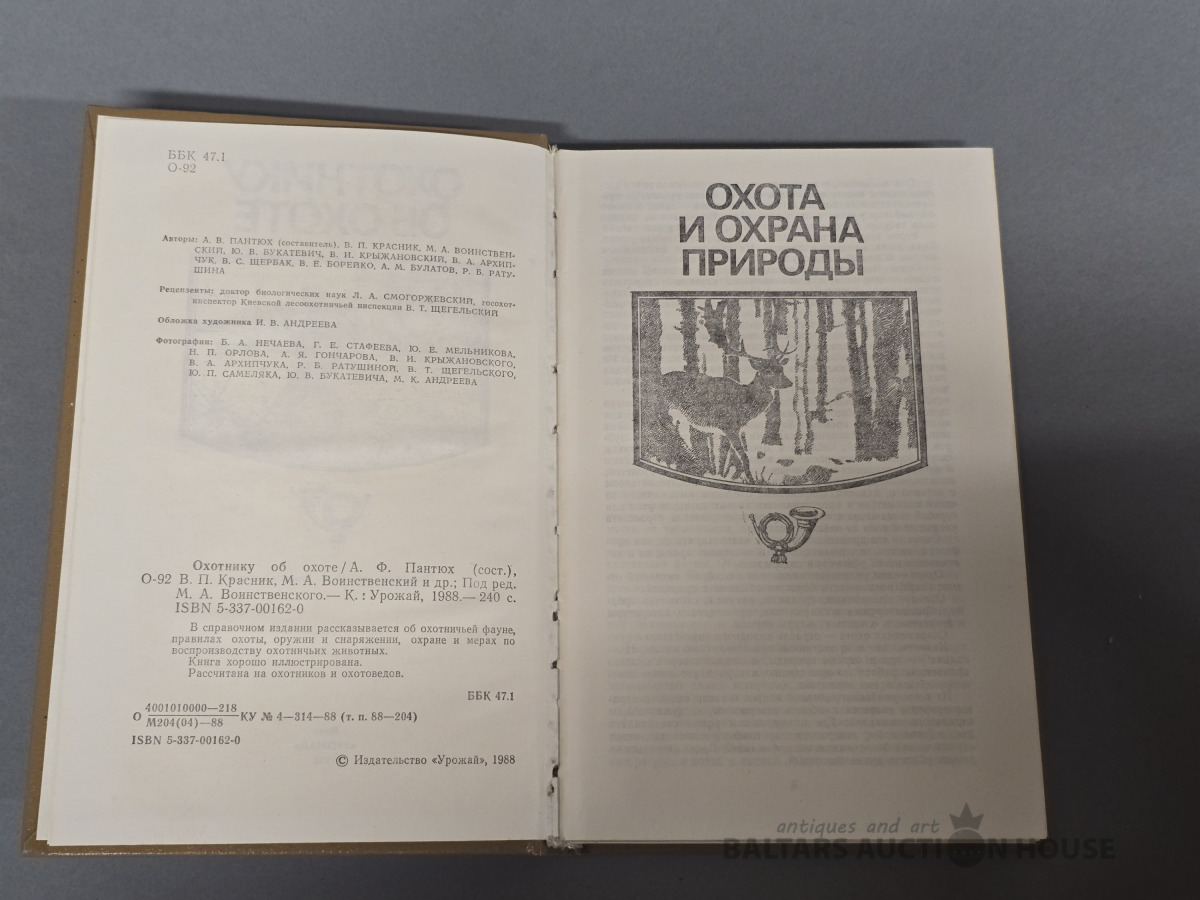 ББК 47.1
О-92
Авторы: А. В. ПАНТЮХ (составитель), В. П. КРАСНИК, М. А. ВОИНСТВЕН-
СКИЙ, Ю. В. БУКАТЕВИЧ, В. И. КРЫЖАНОВСКИЙ, В. А. АРХИП-
ЧУК, В. С. ЩЕРБАК, В. Е. БОРЕЙКО, А. М. БУЛАТОВ, Р. Б. РАТУ-
ШИНА
Рецензенты: доктор биологических наук Л. А. СМОГОРЖЕВСКИЙ, госохот-
инспектор Киевской лесоохотничьей инспекции В. Т. ЩЕГЕЛЬСКИЙ
Обложка художника И. В. АНДРЕЕВА
Фотографии: Б. А. НЕЧАЕВА, Г. Е. СТАФЕЕВА, Ю. Е. МЕЛЬНИКОВА,
Н. П. ОРЛОВА, А. Я. ГОНЧАРОВА, В. И. КРЫЖАНОВСКОГО,
В. А. АРХИПЧУКА, Р. Б. РАТУШИНОЙ, В. Т. ЩЕГЕЛЬСКОГО,
Ю. П. САМЕЛЯКА, Ю. В. БУКАТЕВИЧА, М. К. АНДРЕЕВА
Охотнику об охоте/А. Ф. Пантюх (сост.),
О-92 В. П. Красник, М. А. Воинственский и др.; Под ред.
М. А. Воинственского.— К. : Урожай, 1988.— 240 с.
ISBN 5-337-00162-0
В справочном издании рассказывается об охотничьей фауне,
правилах охоты, оружии и снаряжении, охране и мерах по
воспроизводству охотничьих животных.
Книга хорошо иллюстрирована.
Рассчитана на охотников и охотоведов.
ББК 47.1
4001010000—218
О М204(04)—88 КУ № 4—314—88 (т. п. 88—204)
ISBN 5-337-00162-0
© Издательство «Урожай», 1988
ОХОТА
И ОХРАНА
ПРИРОДЫ
antiques and art
BALTARS AUCTION HOUSE